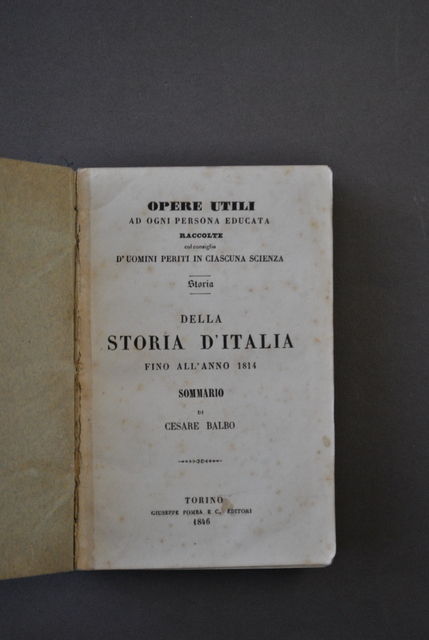 OPERE UTILI
AD OGNI PERSONA EDUCATA
RACCOLTE
col consiglio
D'UOMINI PERITI IN CIASCUNA SCIENZA
Storia
DELLA
STORIA D'ITALIA
FINO ALL'ANNO 1814
SOMMARIO
DI
CESARE BALBO
TORINO
GIUSEPPE POMBA E C., EDITORI
1846